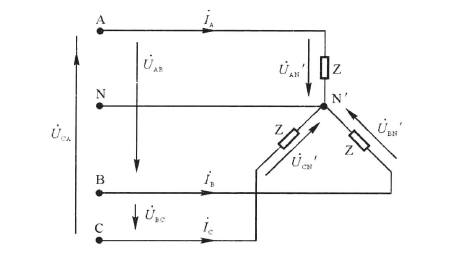 A
İ_A
U̇_AB
U̇_AN′
Z
N
N′
U̇_CA
Z
U̇_CN′
Z
U̇_BN′
B
İ_B
U̇_BC
C
İ_C